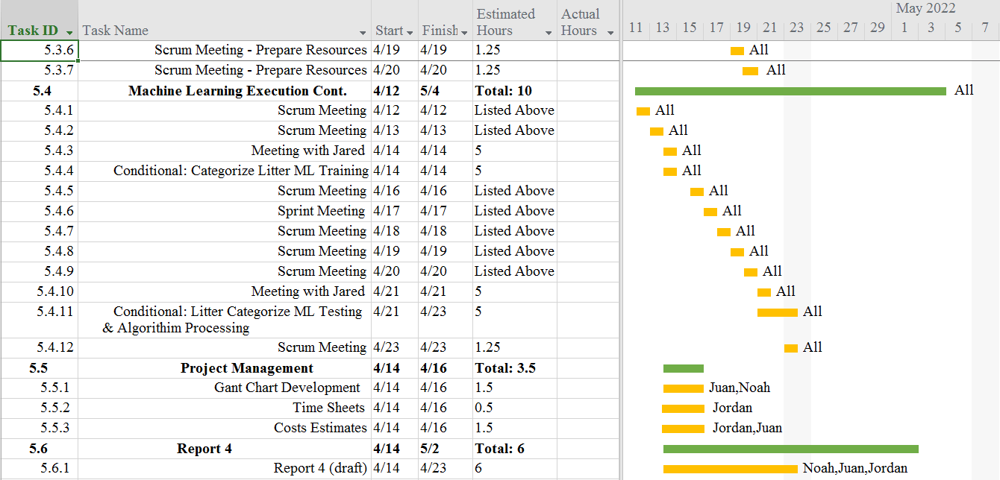 May 2022
Estimated Actual
Task ID Task Name Start Finish Hours Hours 11 13 15 17 19 21 23 25 27 29 1 3 5 7
5.3.6 Scrum Meeting - Prepare Resources 4/19 4/19 1.25 All
5.3.7 Scrum Meeting - Prepare Resources 4/20 4/20 1.25 All
5.4 Machine Learning Execution Cont. 4/12 5/4 Total: 10 All
5.4.1 Scrum Meeting 4/12 4/12 Listed Above All
5.4.2 Scrum Meeting 4/13 4/13 Listed Above All
5.4.3 Meeting with Jared 4/14 4/14 5 All
5.4.4 Conditional: Categorize Litter ML Training 4/14 4/14 5 All
5.4.5 Scrum Meeting 4/16 4/16 Listed Above All
5.4.6 Sprint Meeting 4/17 4/17 Listed Above All
5.4.7 Scrum Meeting 4/18 4/18 Listed Above All
5.4.8 Scrum Meeting 4/19 4/19 Listed Above All
5.4.9 Scrum Meeting 4/20 4/20 Listed Above All
5.4.10 Meeting with Jared 4/21 4/21 5 All
5.4.11 Conditional: Litter Categorize ML Testing 4/21 4/23 5 All
& Algorithim Processing
5.4.12 Scrum Meeting 4/23 4/23 1.25 All
5.5 Project Management 4/14 4/16 Total: 3.5
5.5.1 Gant Chart Development 4/14 4/16 1.5 Juan,Noah
5.5.2 Time Sheets 4/14 4/16 0.5 Jordan
5.5.3 Costs Estimates 4/14 4/16 1.5 Jordan,Juan
5.6 Report 4 4/14 5/2 Total: 6
5.6.1 Report 4 (draft) 4/14 4/23 6 Noah,Juan,Jordan